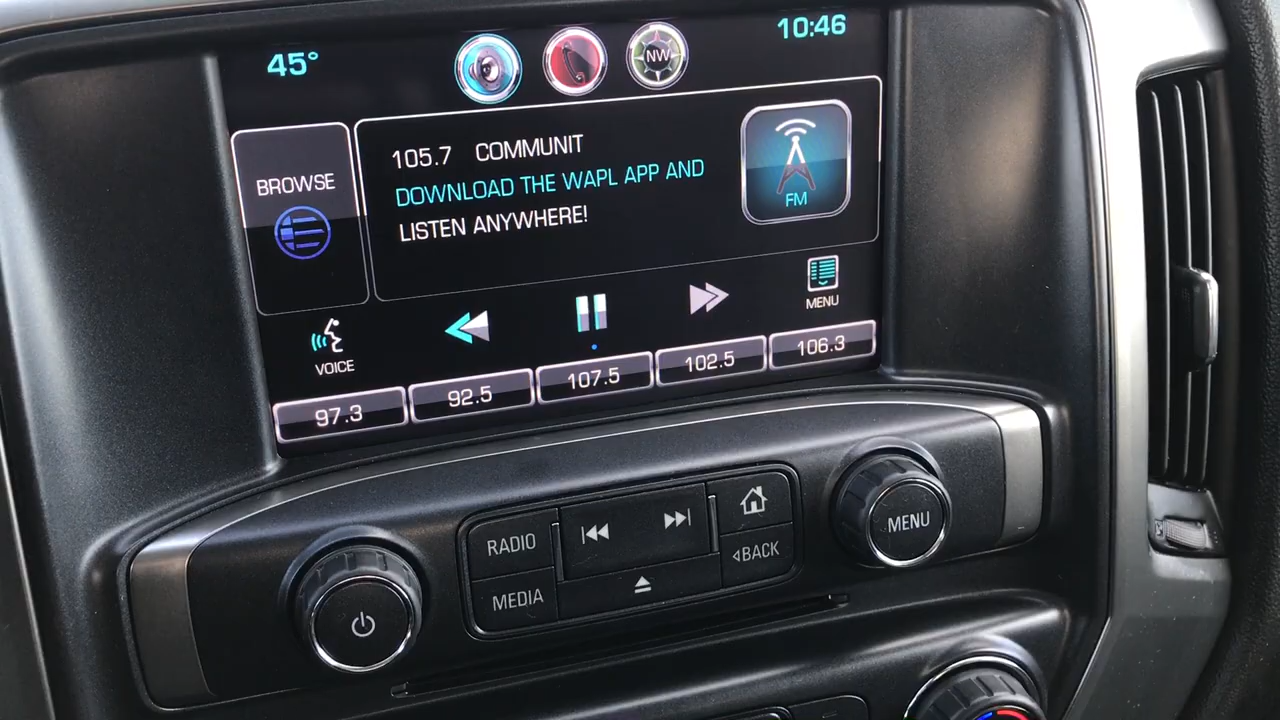 45°
NW
10:46
BROWSE
105.7 COMMUNIT
DOWNLOAD THE WAPL APP AND
LISTEN ANYWHERE!
FM
VOICE
MENU
97.3
92.5
107.5
102.5
106.3
RADIO
MEDIA
BACK
MENU